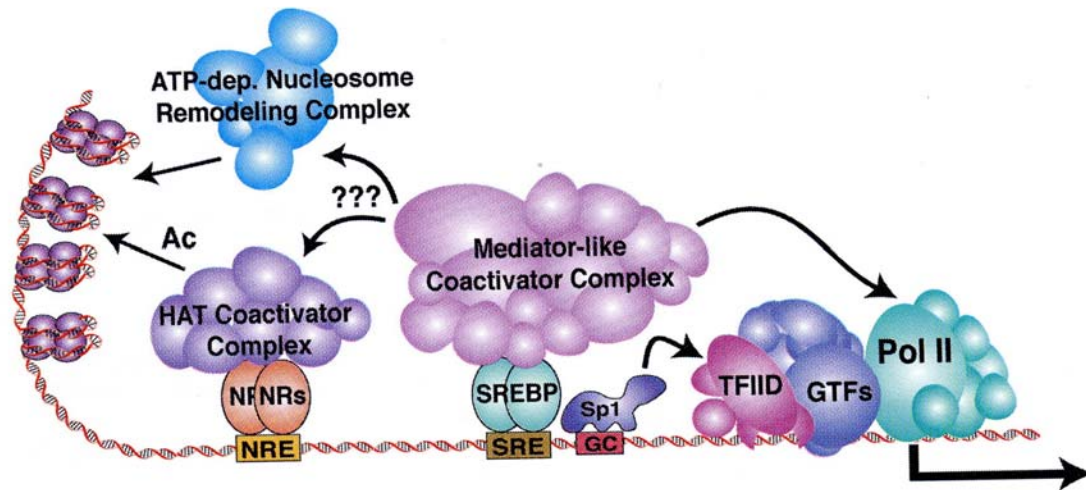 ATP-dep. Nucleosome
Remodeling Complex
???
Ac
Mediator-like
Coactivator Complex
HAT Coactivator
Complex
NRs
SREBP
Sp1
TFIID
GTFs
Pol II
NRE
SRE
GC